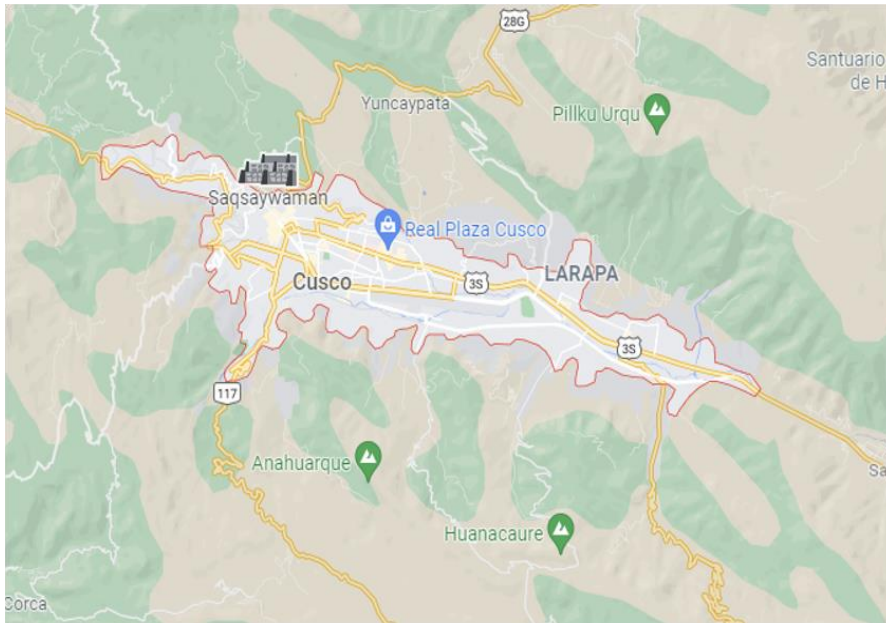 28G
Santuario
de H
Yuncaypata
Pillku Urqu
Saqsaywaman
Real Plaza Cusco
LARAPA
Cusco
3S
3S
117
Anahuarque
Sa
Huanacaure
Corca